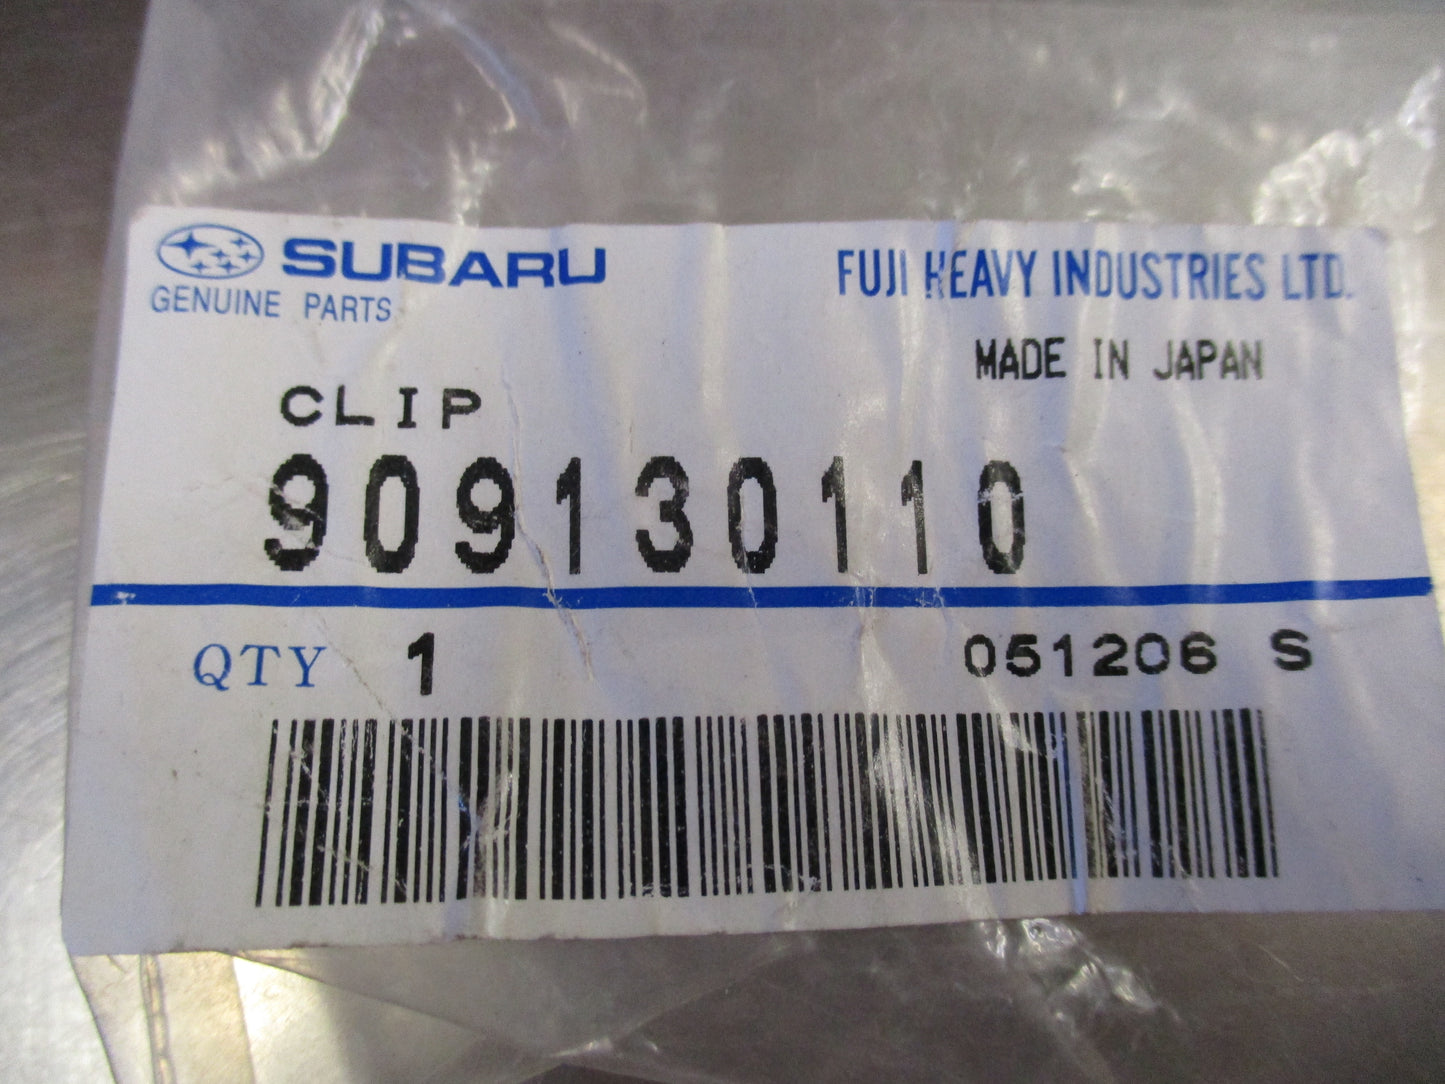 SUBARU
GENUINE PARTS
FUJI HEAVY INDUSTRIES LTD.
MADE IN JAPAN
CLIP
909130110
QTY 1
051206 S